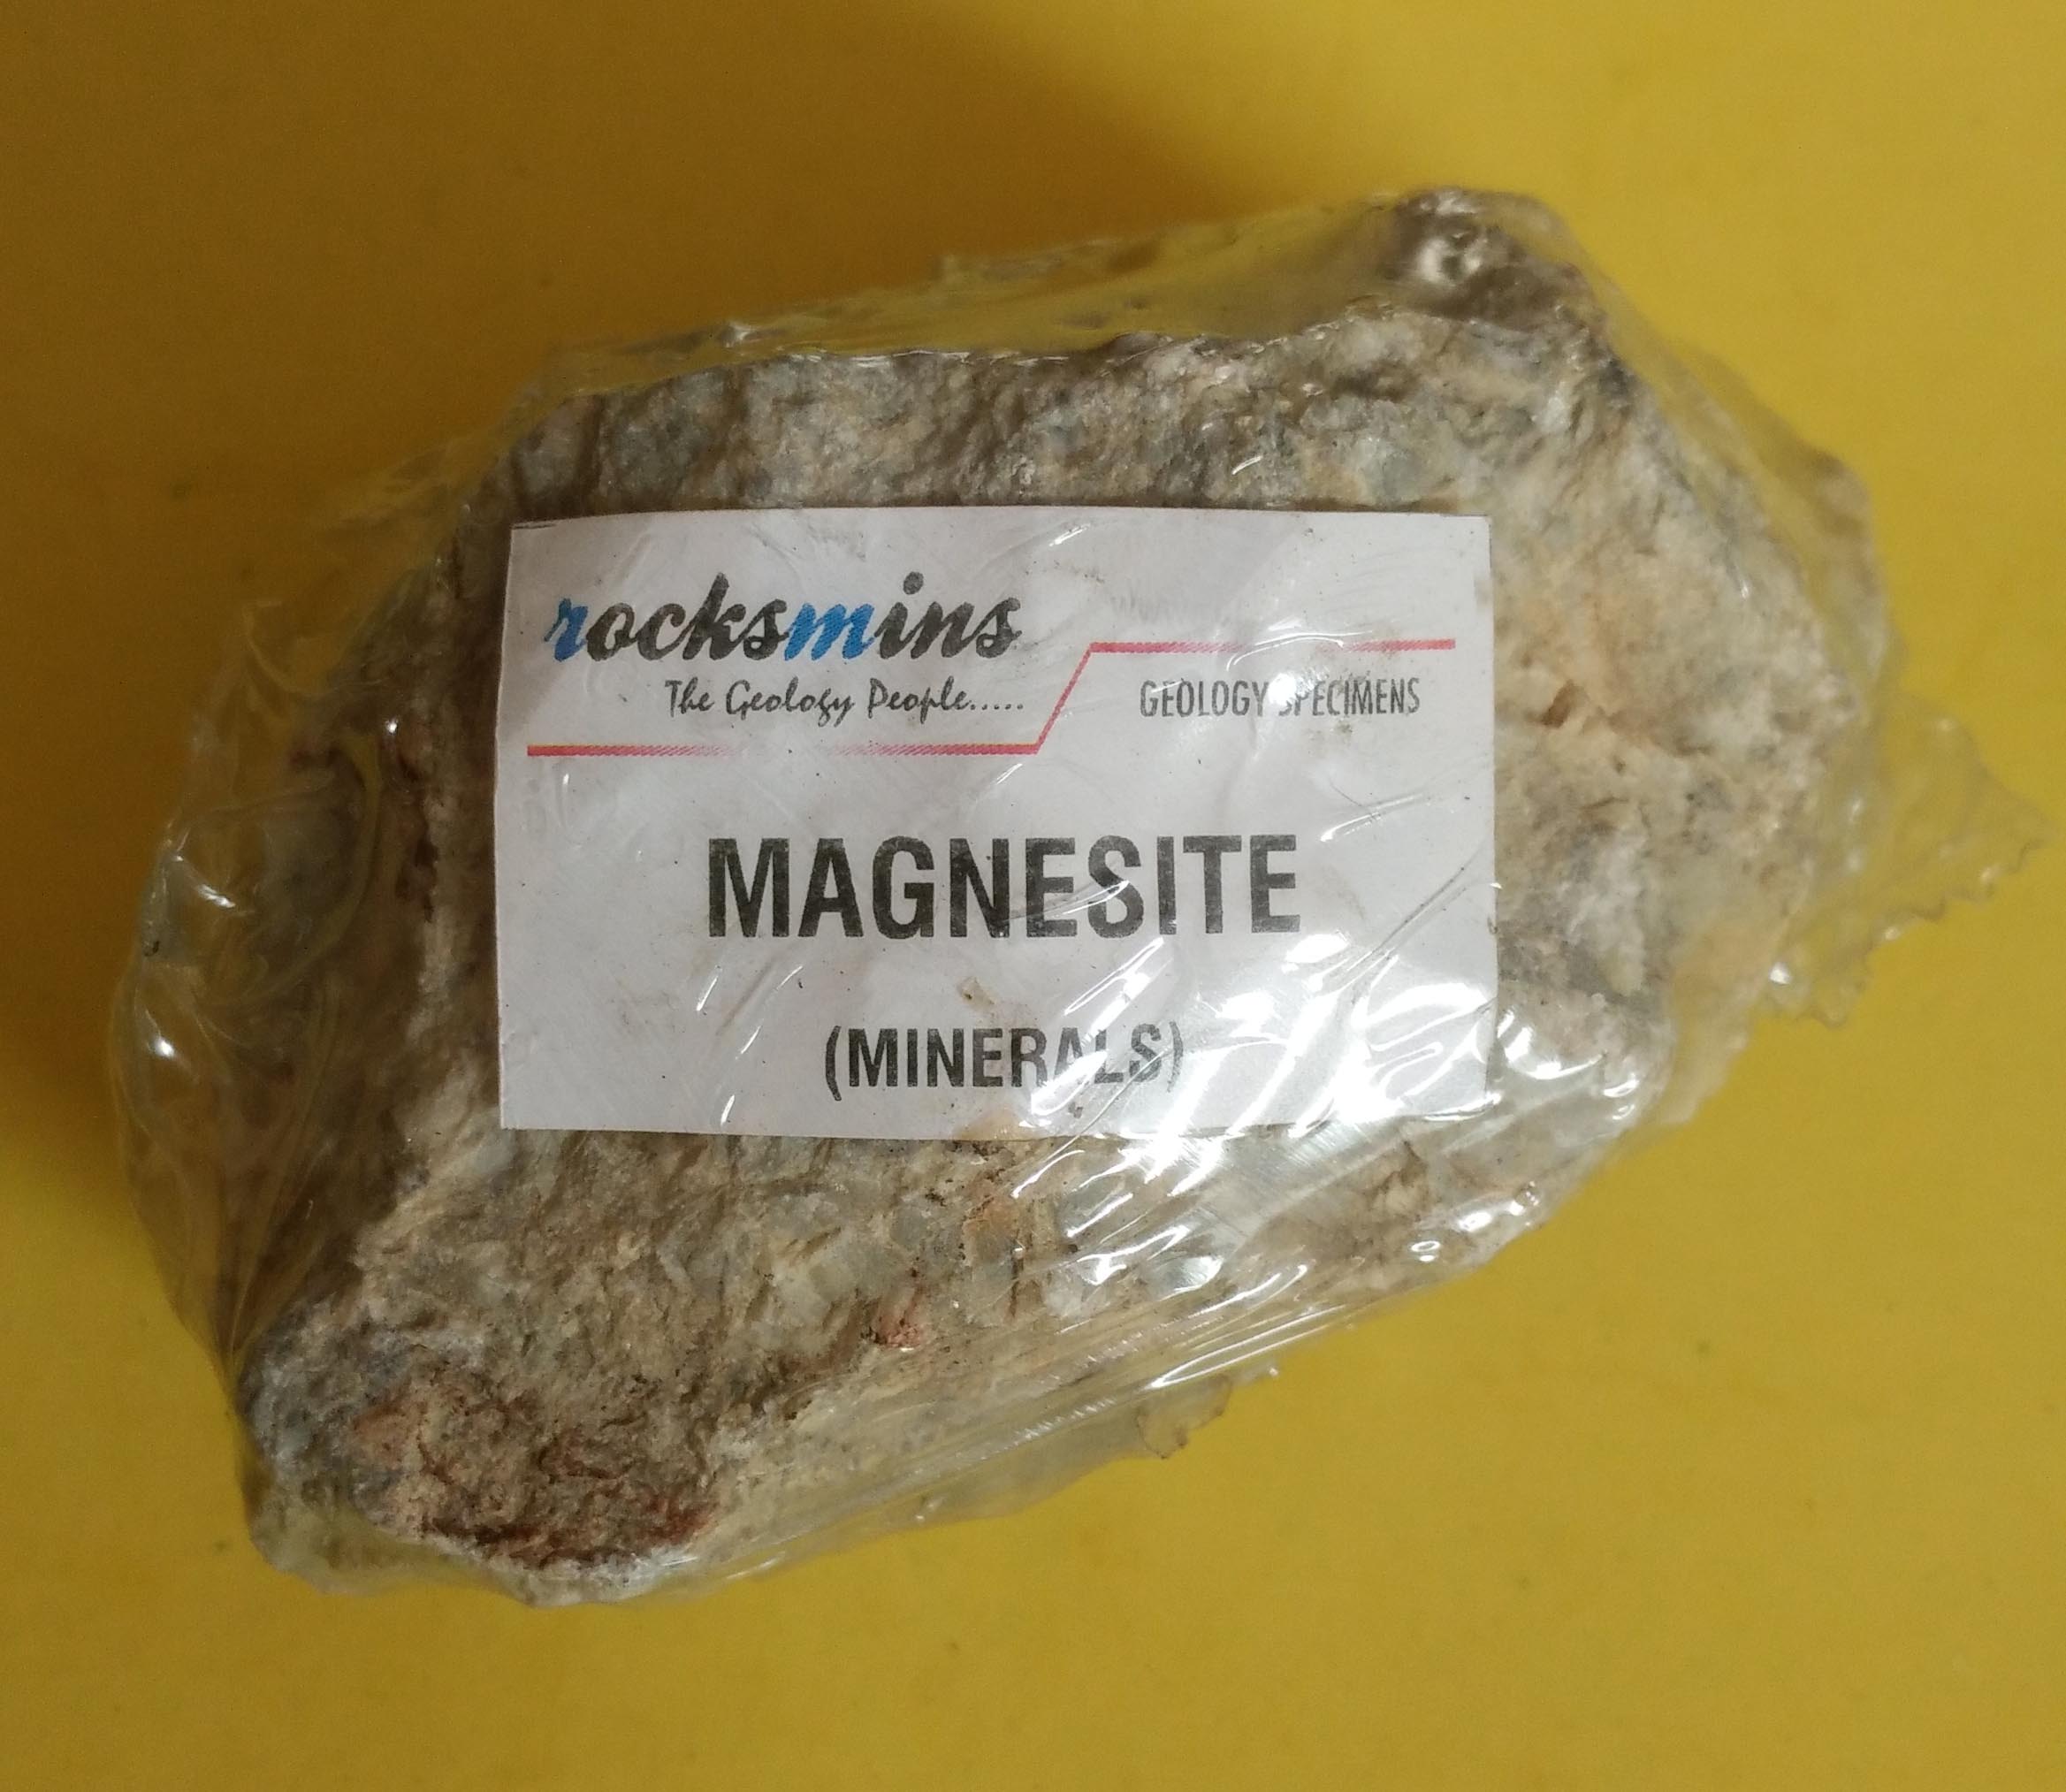 rocksmins
The Geology People.....
GEOLOGY SPECIMENS
MAGNESITE
(MINERALS)